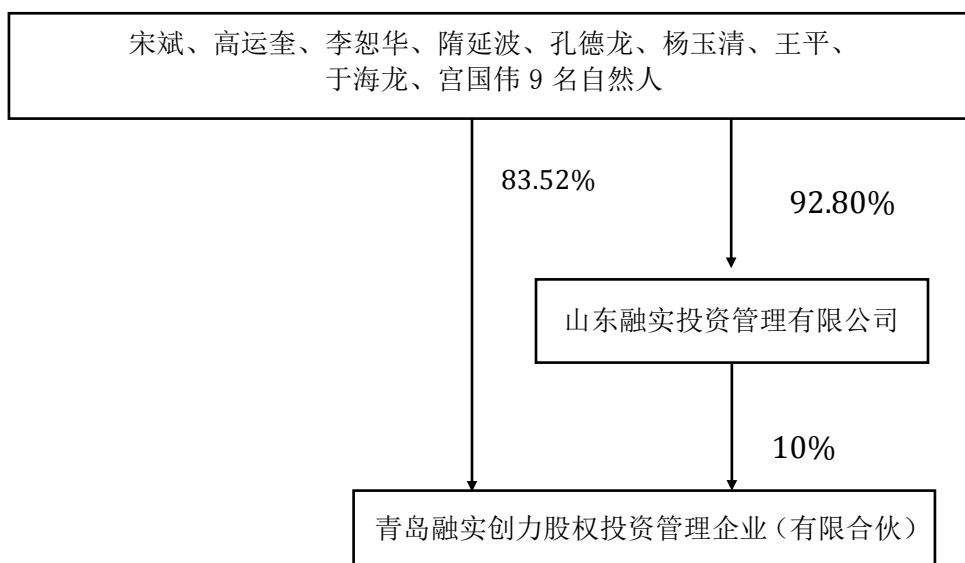 宋斌、高运奎、李恕华、隋延波、孔德龙、杨玉清、王平、
于海龙、宫国伟 9 名自然人
83.52%
92.80%
山东融实投资管理有限公司
10%
青岛融实创力股权投资管理企业（有限合伙）